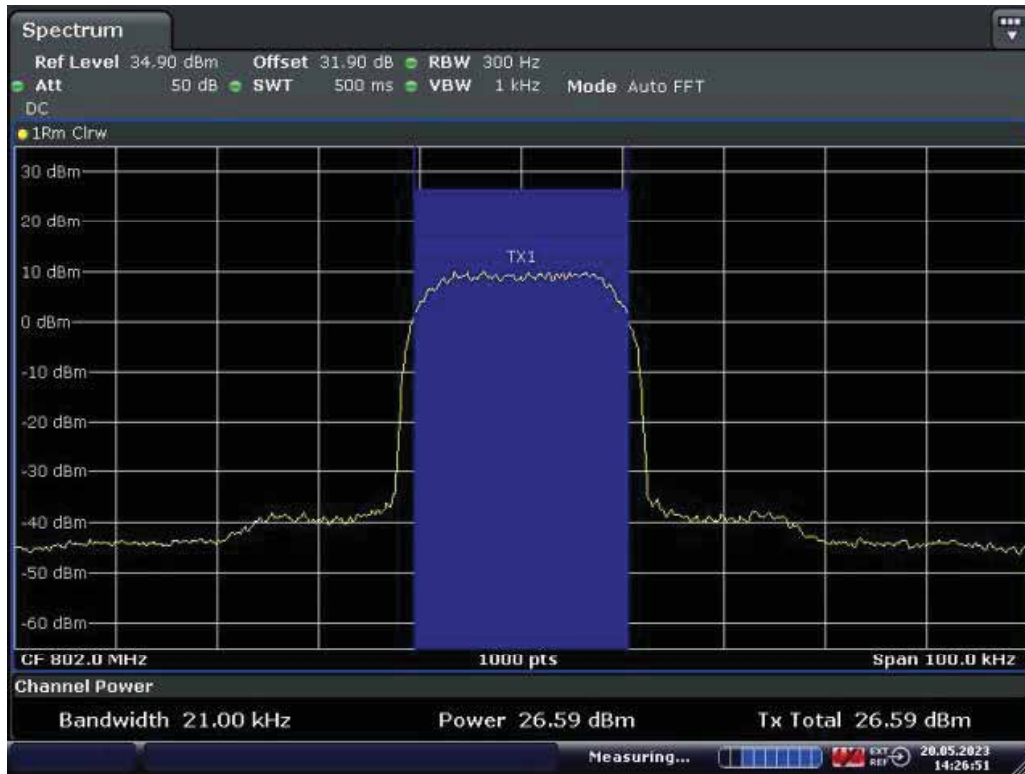 Spectrum
Ref Level 34.90 dBm Offset 31.90 dB RBW 300 Hz
Att 50 dB SWT 500 ms VBW 1 kHz Mode Auto FFT
DC
1Rm Clrw
30 dBm
20 dBm
TX1
10 dBm
0 dBm
-10 dBm
-20 dBm
-30 dBm
-40 dBm
-50 dBm
-60 dBm
CF 802.0 MHz 1000 pts Span 100.0 kHz
Channel Power
Bandwidth 21.00 kHz Power 26.59 dBm Tx Total 26.59 dBm
Measuring... EXT REF 20.05.2023
14:26:51